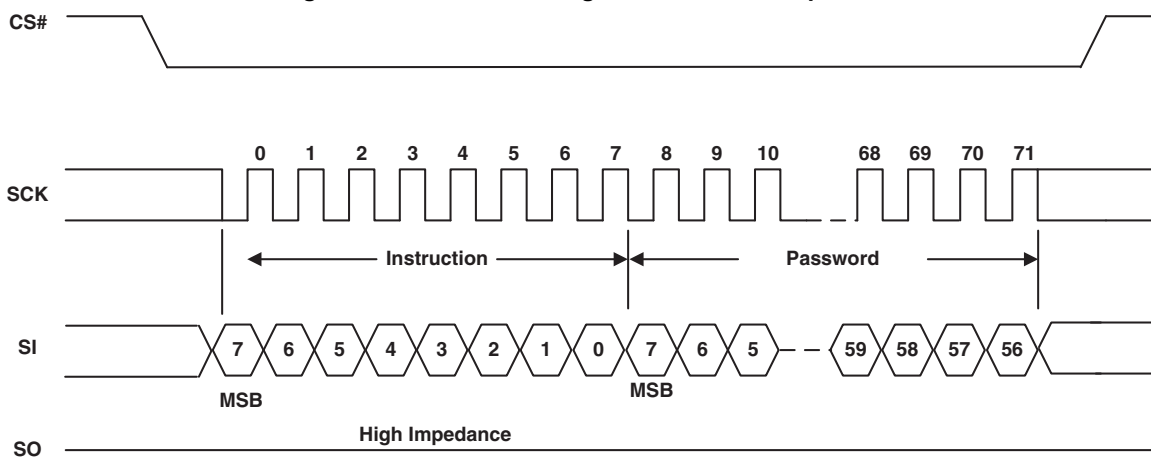 CS#
0 1 2 3 4 5 6 7 8 9 10 68 69 70 71
SCK
Instruction Password
SI 7 6 5 4 3 2 1 0 7 6 5 59 58 57 56
MSB MSB
High Impedance
SO